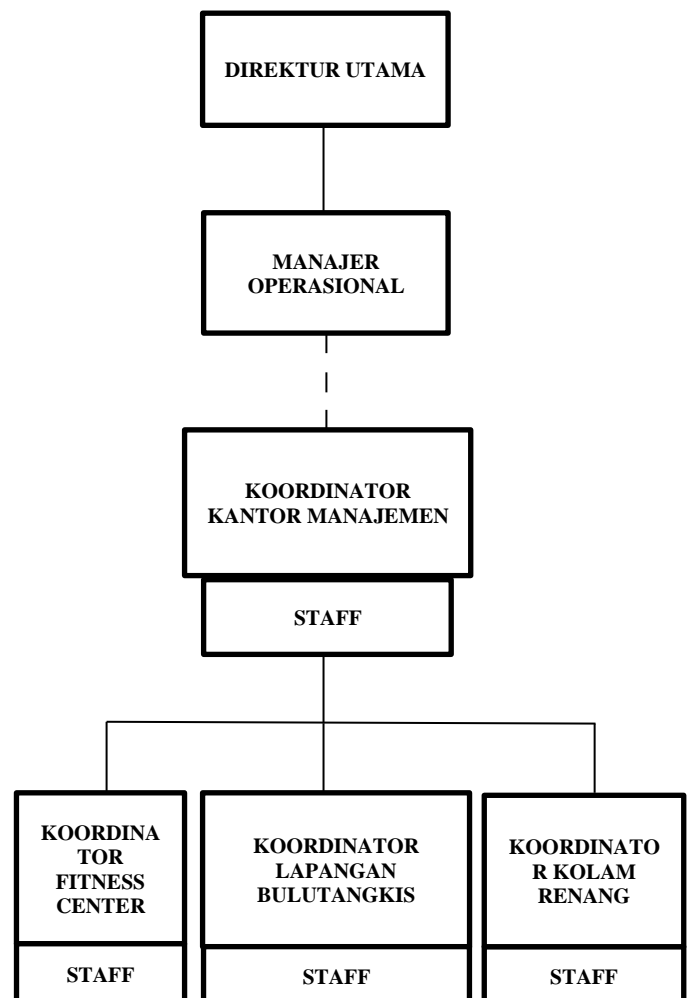 DIREKTUR UTAMA
MANAJER
OPERASIONAL
KOORDINATOR
KANTOR MANAJEMEN
STAFF
KOORDINA
TOR
FITNESS
CENTER
KOORDINATOR
LAPANGAN
BULUTANGKIS
KOORDINATO
R KOLAM
RENANG
STAFF
STAFF
STAFF